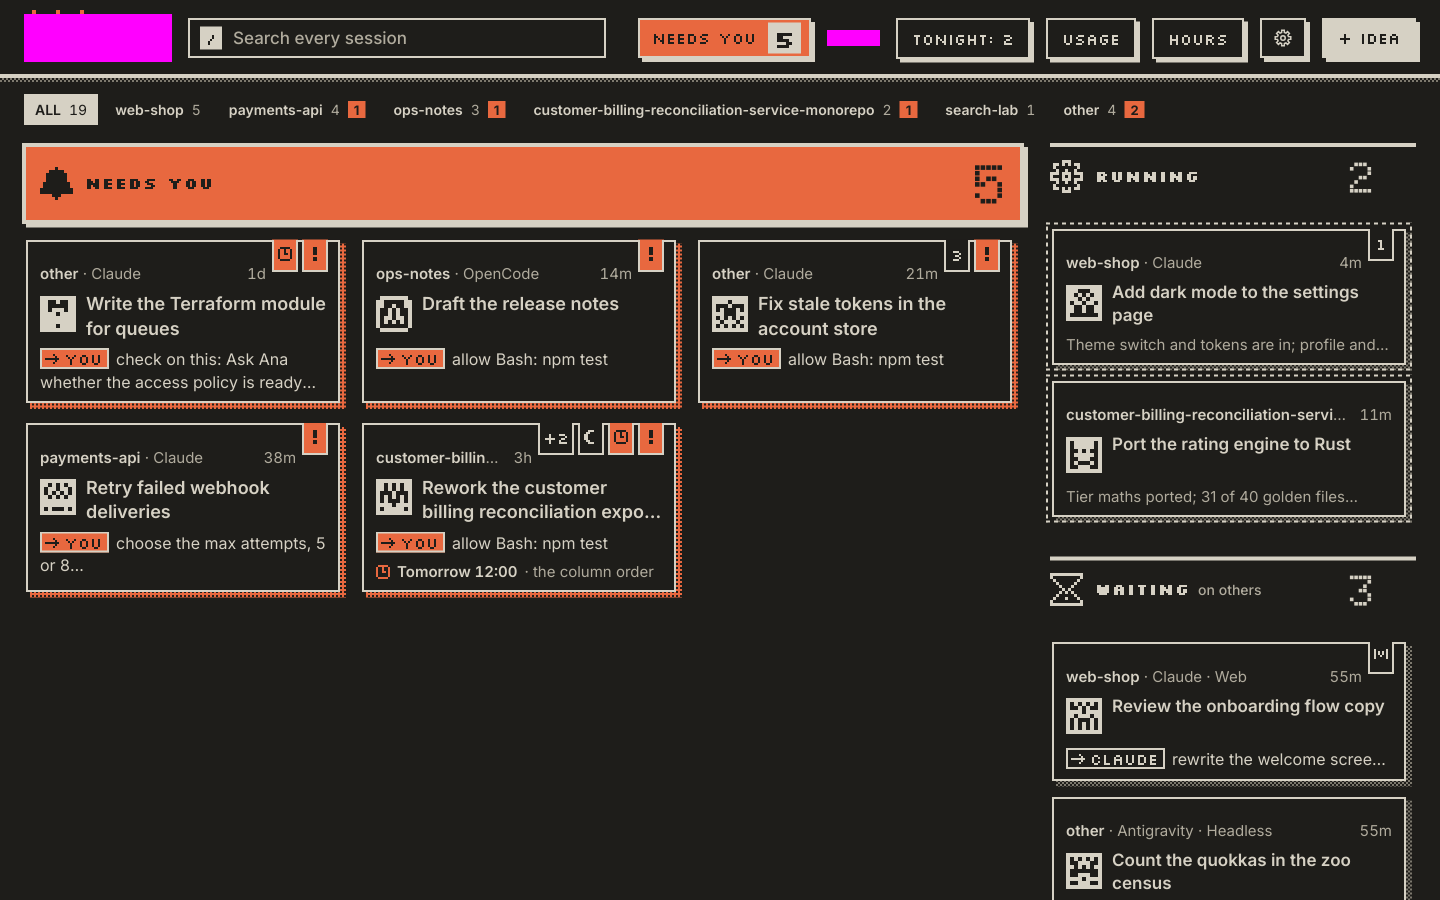 / Search every session
NEEDS YOU 5
TONIGHT: 2
USAGE
HOURS
+ IDEA
ALL 19
web-shop 5
payments-api 4 1
ops-notes 3 1
customer-billing-reconciliation-service-monorepo 2 1
search-lab 1
other 4 2
NEEDS YOU 5
other · Claude 1d !
Write the Terraform module
for queues
→ YOU check on this: Ask Ana
whether the access policy is ready…
ops-notes · OpenCode 14m !
Draft the release notes
→ YOU allow Bash: npm test
other · Claude 21m 3 !
Fix stale tokens in the
account store
→ YOU allow Bash: npm test
payments-api · Claude 38m !
Retry failed webhook
deliveries
→ YOU choose the max attempts, 5
or 8…
customer-billin… 3h +2 !
Rework the customer
billing reconciliation expo…
→ YOU allow Bash: npm test
Tomorrow 12:00 · the column order
RUNNING 2
web-shop · Claude 4m 1
Add dark mode to the settings
page
Theme switch and tokens are in; profile and…
customer-billing-reconciliation-servi… 11m
Port the rating engine to Rust
Tier maths ported; 31 of 40 golden files…
WAITING on others 3
web-shop · Claude · Web 55m
Review the onboarding flow copy
→ CLAUDE rewrite the welcome scree…
other · Antigravity · Headless 55m
Count the quokkas in the zoo
census